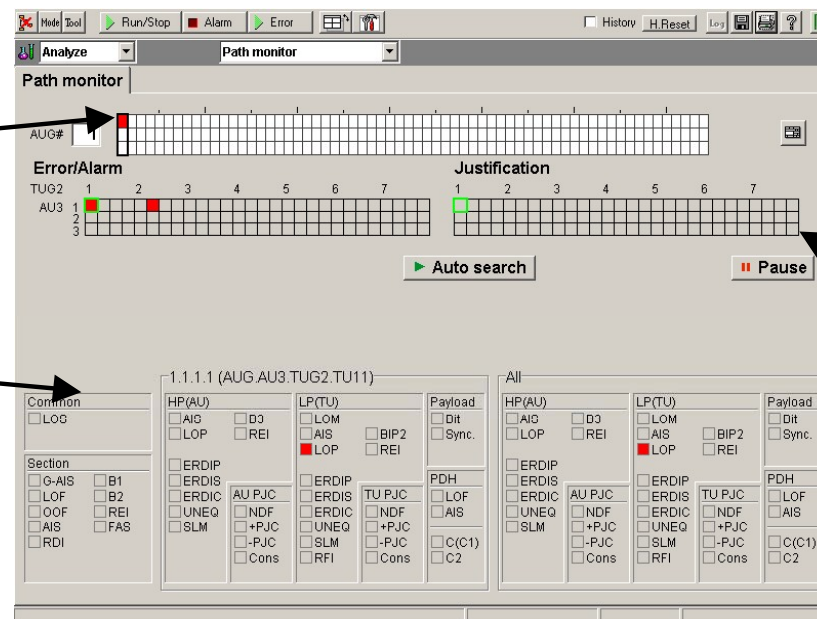 Mode Tool Run/Stop Alarm Error History H.Reset Log ?
Analyze Path monitor
Path monitor
AUG# 1
Error/Alarm Justification
TUG2 1 2 3 4 5 6 7 1 2 3 4 5 6 7
AU3 1
2
3
Auto search Pause
1.1.1.1 (AUG.AU3.TUG2.TU11) All
Common HP(AU) LP(TU) Payload HP(AU) LP(TU) Payload
LOS AIS B3 LOM Bit AIS B3 LOM Bit
LOP REI AIS BIP2 Sync. LOP REI AIS BIP2 Sync.
LOP REI LOP REI
Section ERDIP ERDIP
G-AIS B1 ERDIS ERDIP PDH ERDIS ERDIP PDH
LOF B2 ERDIC AU PJC ERDIS TU PJC LOF ERDIC AU PJC ERDIS TU PJC LOF
OOF REI UNEQ NDF ERDIC NDF AIS UNEQ NDF ERDIC NDF AIS
AIS FAS SLM +PJC UNEQ +PJC SLM +PJC UNEQ +PJC
RDI -PJC SLM -PJC C(C1) -PJC SLM -PJC C(C1)
Cons RFI Cons C2 Cons RFI Cons C2